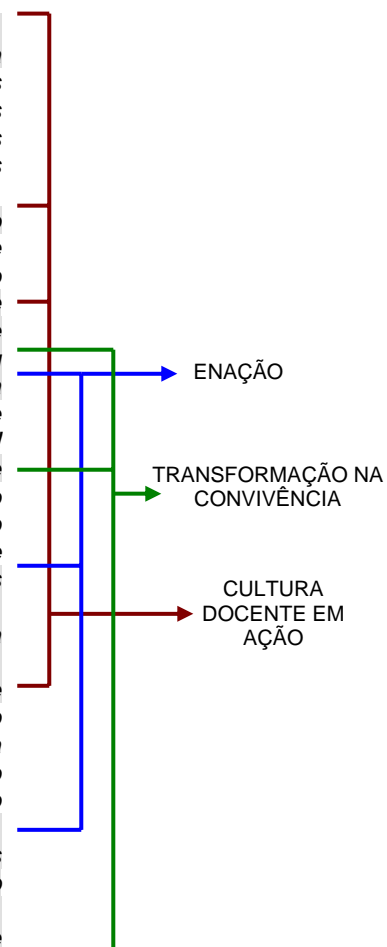 ENAÇÃO
TRANSFORMAÇÃO NA
CONVIVÊNCIA
CULTURA
DOCENTE EM
AÇÃO